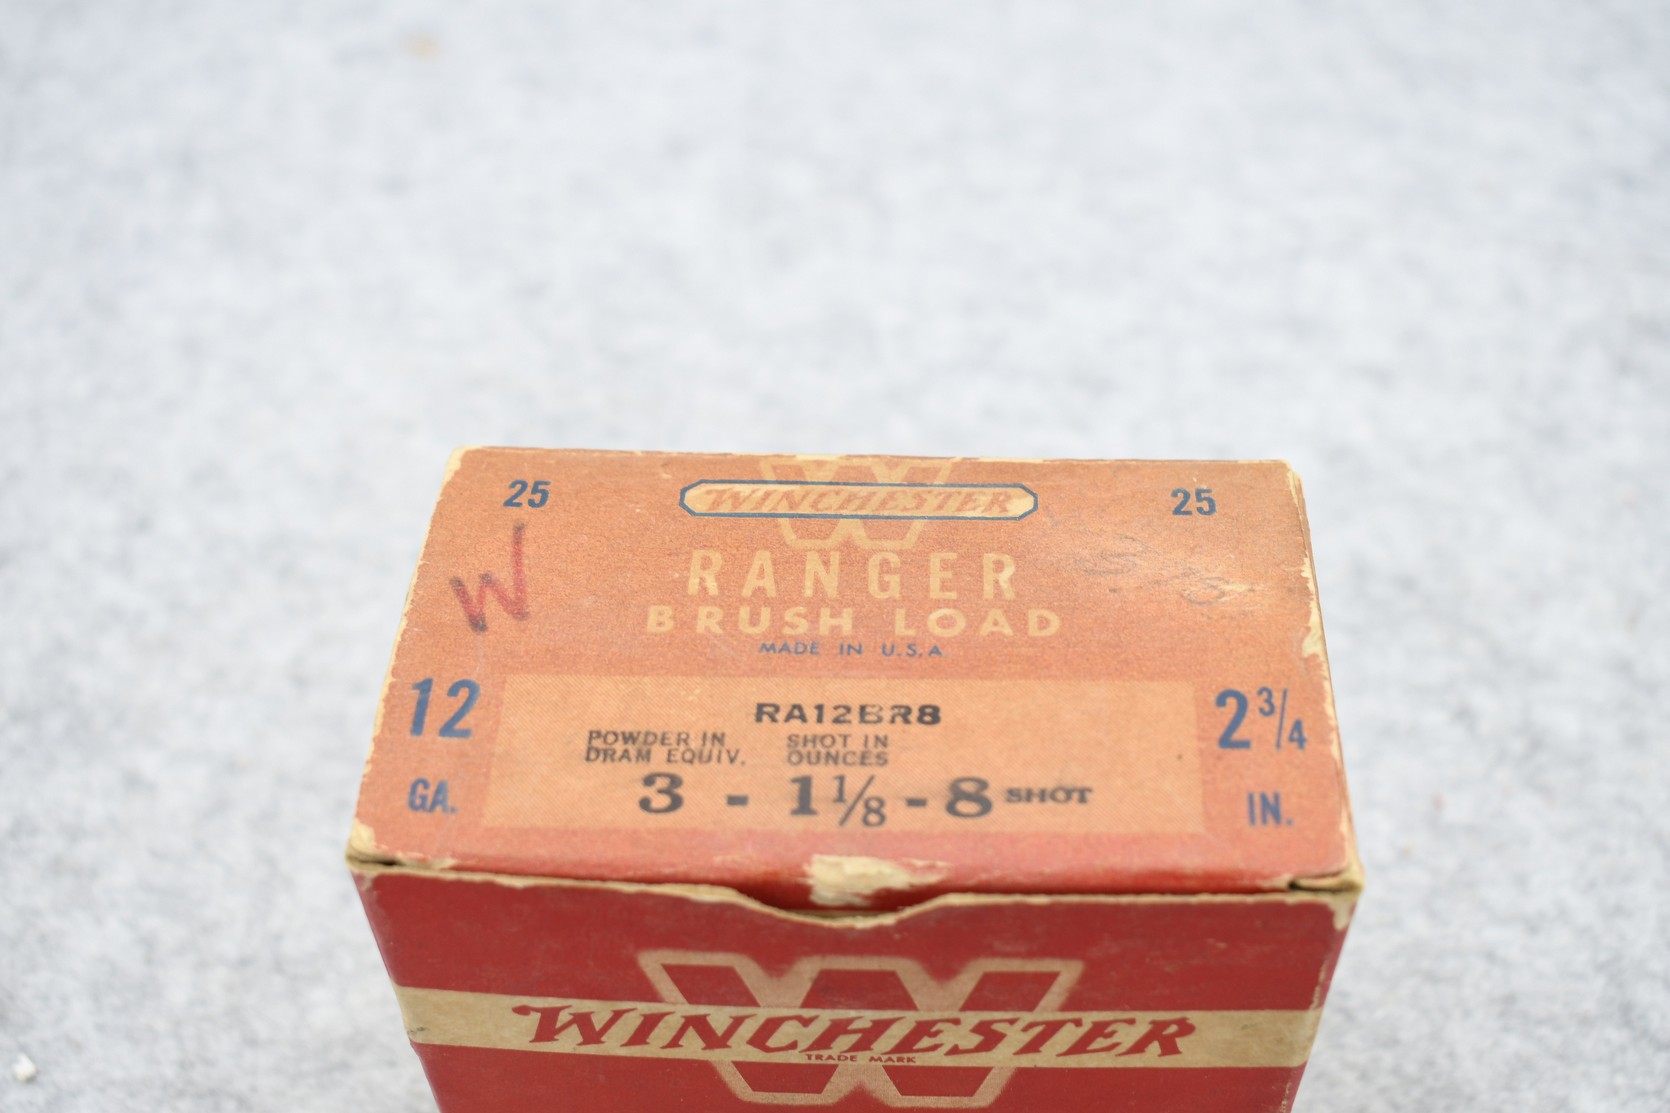 25 WINCHESTER 25
W
RANGER
BRUSH LOAD
MADE IN U.S.A.
12 GA.
2 3/4 IN.
RA12BR8
POWDER IN DRAM EQUIV.
SHOT IN OUNCES
3 - 1 1/8 - 8 SHOT
WINCHESTER
TRADE MARK